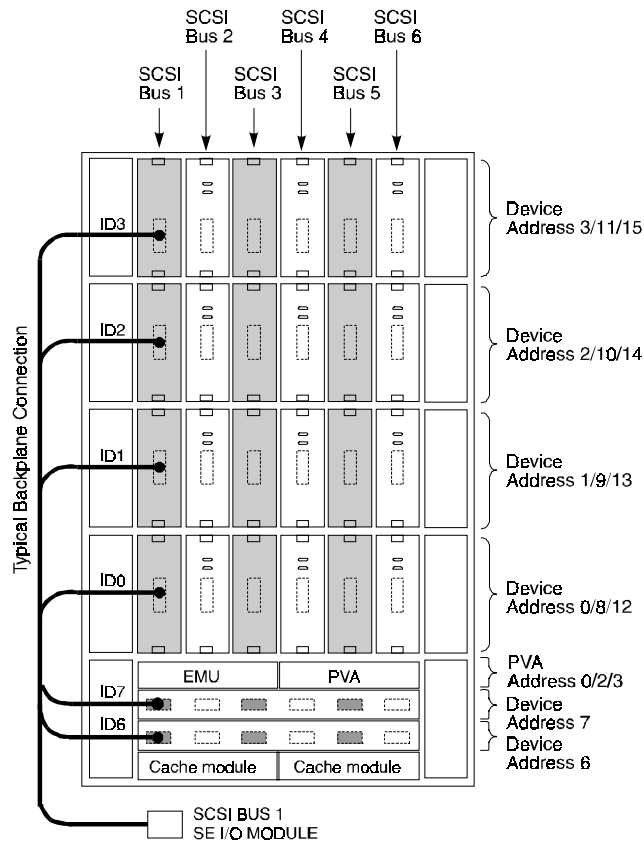 SCSI
Bus 2
SCSI
Bus 4
SCSI
Bus 6
SCSI
Bus 1
SCSI
Bus 3
SCSI
Bus 5
ID3
Device
Address 3/11/15
ID2
Device
Address 2/10/14
Typical Backplane Connection
ID1
Device
Address 1/9/13
ID0
Device
Address 0/8/12
EMU
PVA
PVA
Address 0/2/3
ID7
Device
Address 7
ID6
Device
Address 6
Cache module
Cache module
SCSI BUS 1
SE I/O MODULE